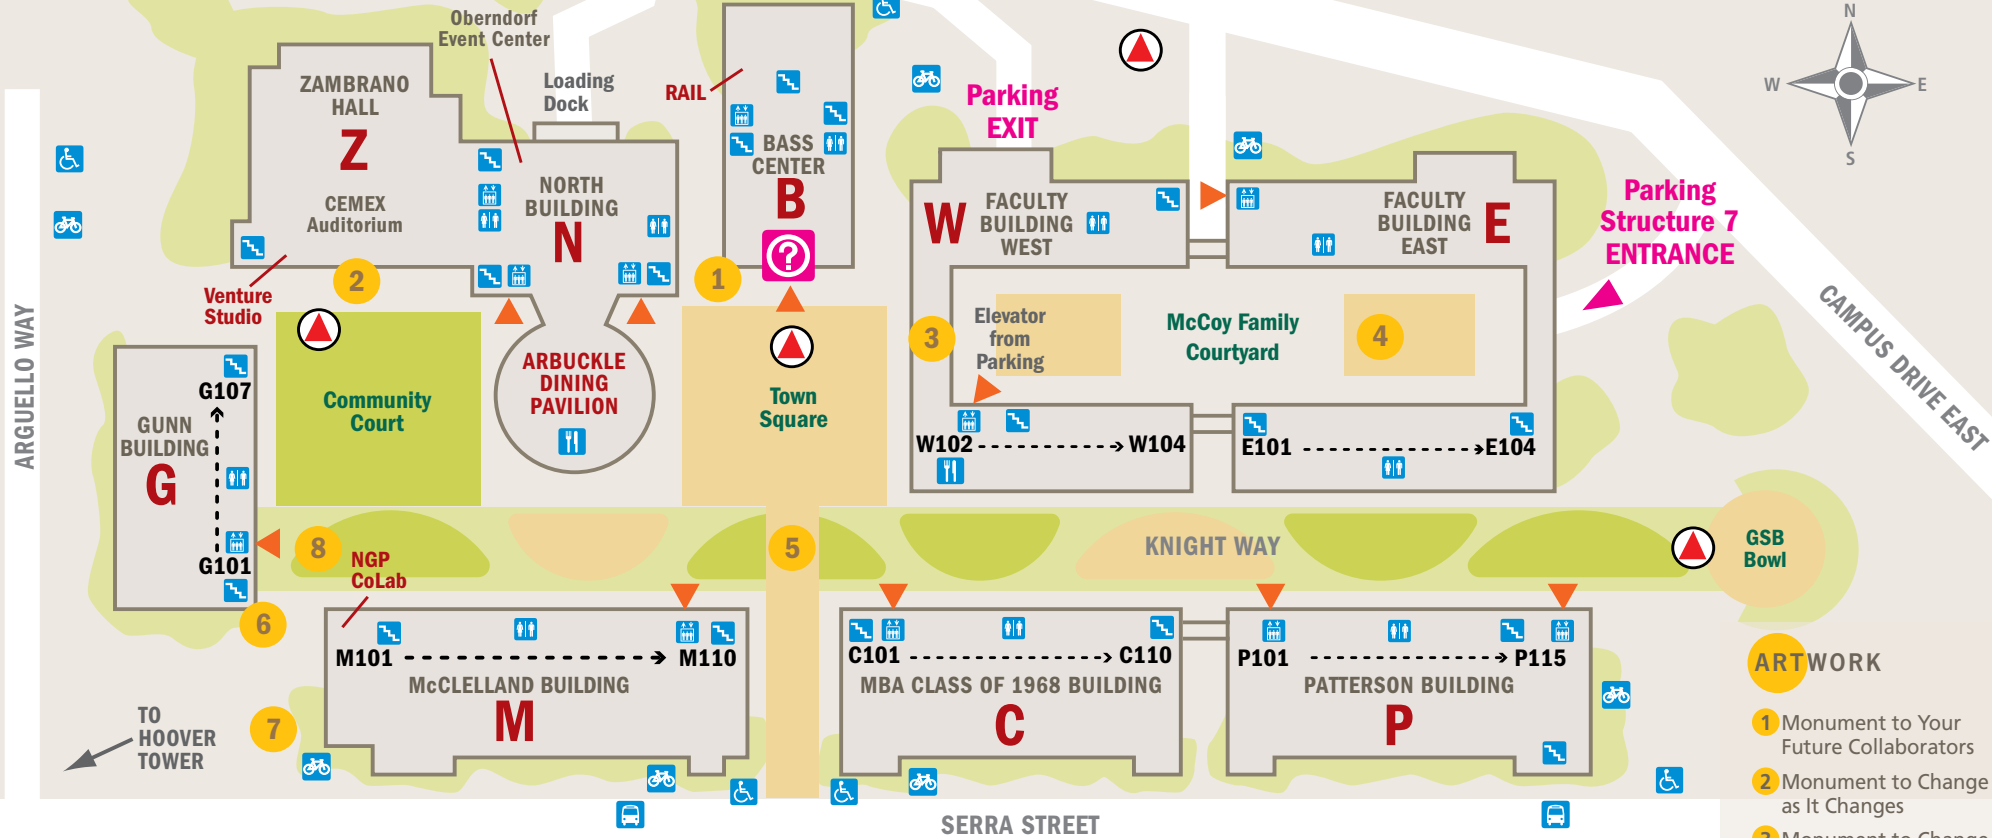 Oberndorf
Event Center
N
W
E
S
ZAMBRANO
HALL
Z
CEMEX
Auditorium
Loading
Dock
RAIL
BASS
CENTER
B
?
Parking
EXIT
NORTH
BUILDING
N
W
FACULTY
BUILDING
WEST
FACULTY
BUILDING
EAST
E
Parking
Structure 7
ENTRANCE
Venture
Studio
2
1
3
Elevator
from
Parking
McCoy Family
Courtyard
4
ARGUELLO WAY
CAMPUS DRIVE EAST
G107
GUNN
BUILDING
G
G101
Community
Court
ARBUCKLE
DINING
PAVILION
Town
Square
W102
W104
E101
E104
8
NGP
CoLab
5
KNIGHT WAY
GSB
Bowl
6
M101
M110
McCLELLAND BUILDING
M
C101
C110
MBA CLASS OF 1968 BUILDING
C
P101
P115
PATTERSON BUILDING
P
7
TO
HOOVER
TOWER
SERRA STREET
ARTWORK
1 Monument to Your
Future Collaborators
2 Monument to Change
as It Changes
3 Monument to Change